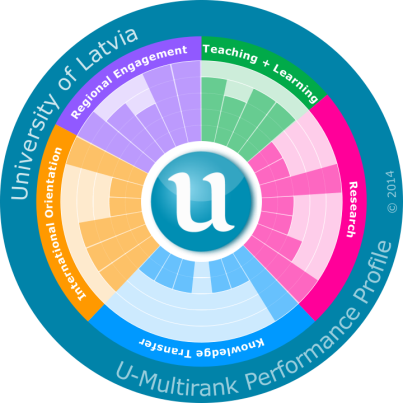 University of Latvia
Regional Engagement
Teaching + Learning
Research
© 2014
International Orientation
Knowledge Transfer
u
U-Multirank Performance Profile